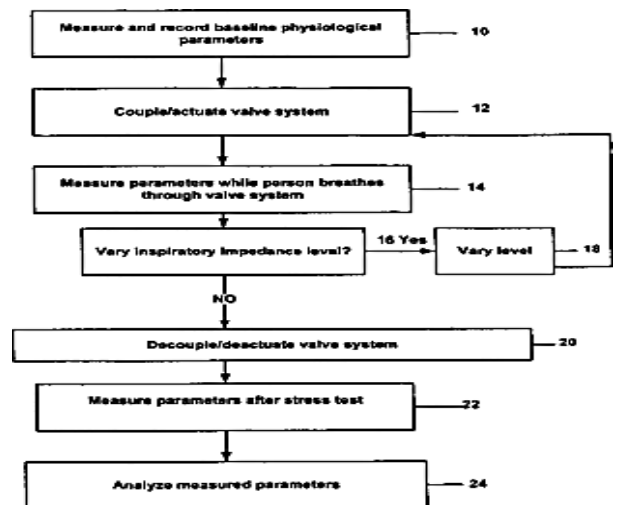 Measure and record baseline physiological
parameters
10
Couple/actuate valve system
12
Measure parameters while person breathes
through valve system
14
Vary inspiratory Impedance level?
16 Yes
Vary level
18
NO
Decouple/deactuate valve system
20
Measure parameters after stress test
22
Analyze measured parameters
24